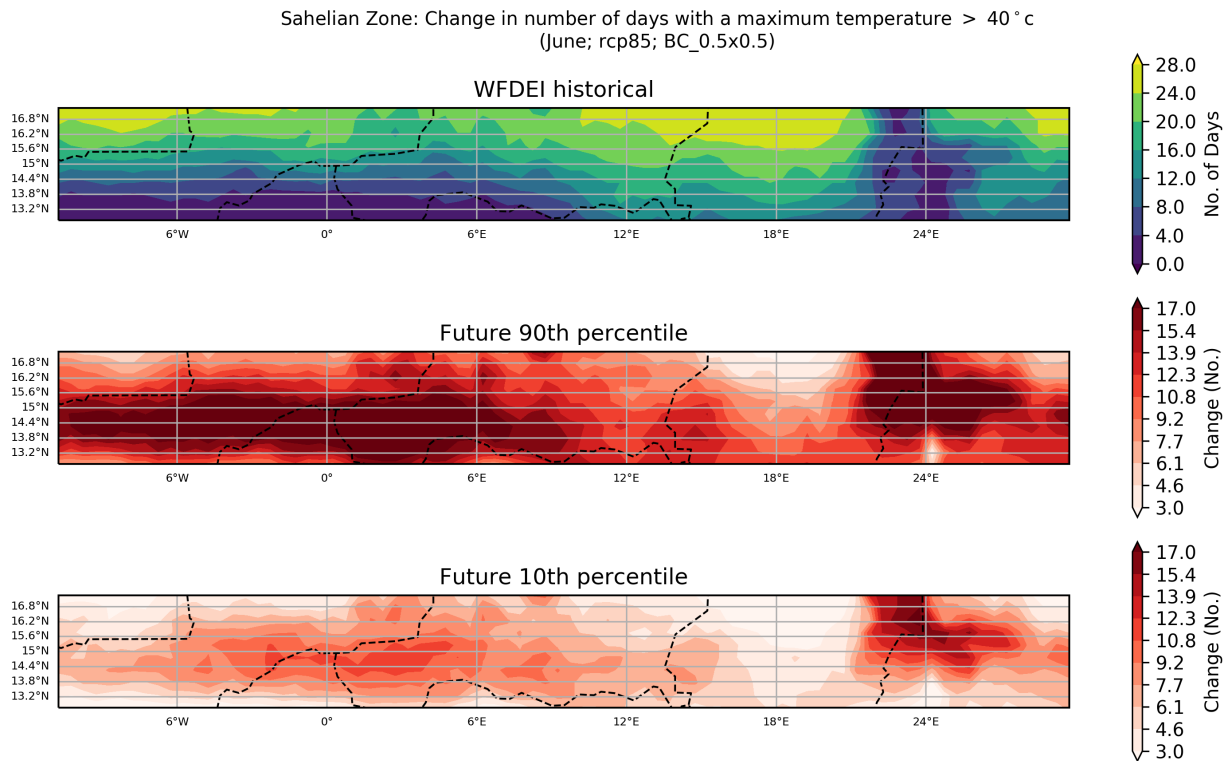 Sahelian Zone: Change in number of days with a maximum temperature > 40°c
(June; rcp85; BC_0.5x0.5)
WFDEI historical
16.8°N
16.2°N
15.6°N
15°N
14.4°N
13.8°N
13.2°N
6°W 0° 6°E 12°E 18°E 24°E
28.0
24.0
20.0
16.0
12.0
8.0
4.0
0.0
No. of Days
Future 90th percentile
16.8°N
16.2°N
15.6°N
15°N
14.4°N
13.8°N
13.2°N
6°W 0° 6°E 12°E 18°E 24°E
17.0
15.4
13.9
12.3
10.8
9.2
7.7
6.1
4.6
3.0
Change (No.)
Future 10th percentile
16.8°N
16.2°N
15.6°N
15°N
14.4°N
13.8°N
13.2°N
6°W 0° 6°E 12°E 18°E 24°E
17.0
15.4
13.9
12.3
10.8
9.2
7.7
6.1
4.6
3.0
Change (No.)